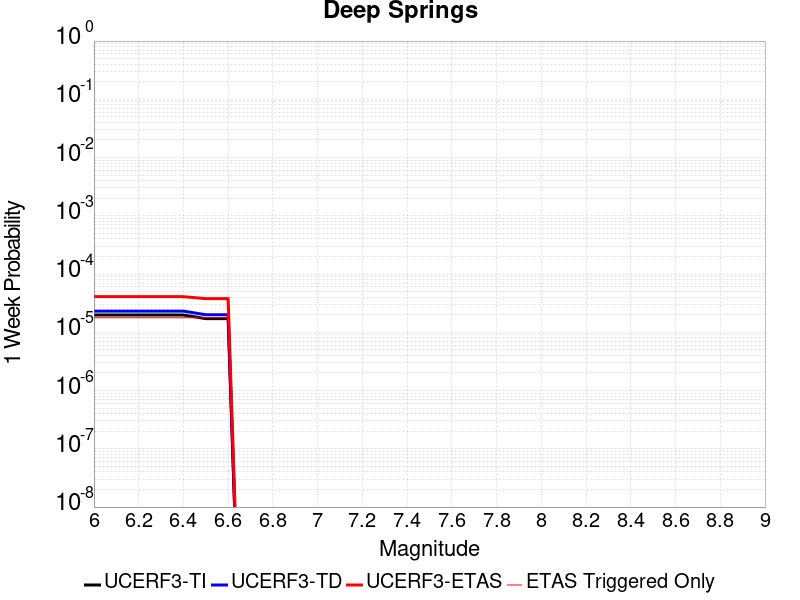 Deep Springs
10^0
10^-1
10^-2
10^-3
10^-4
10^-5
10^-6
10^-7
10^-8
1 Week Probability
6 6.2 6.4 6.6 6.8 7 7.2 7.4 7.6 7.8 8 8.2 8.4 8.6 8.8 9
Magnitude
UCERF3-TI UCERF3-TD UCERF3-ETAS ETAS Triggered Only